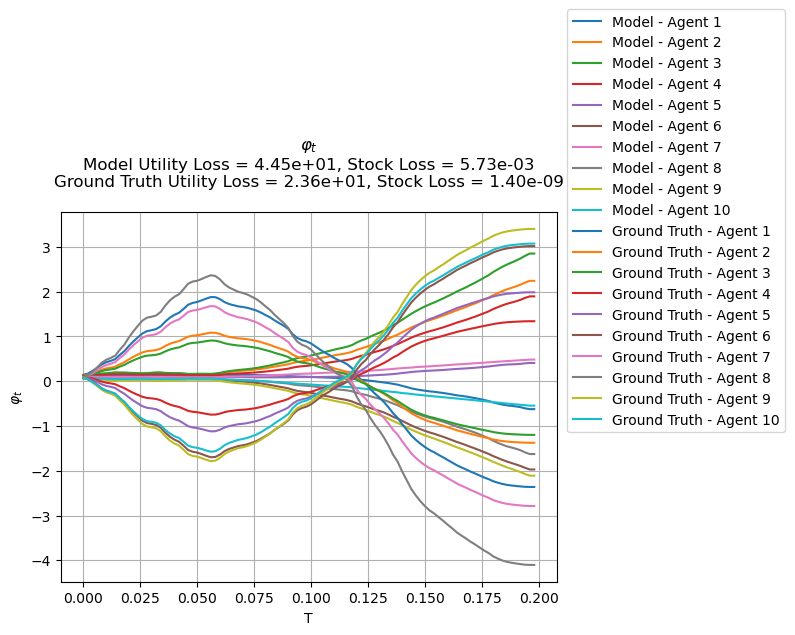 φt
Model Utility Loss = 4.45e+01, Stock Loss = 5.73e-03
Ground Truth Utility Loss = 2.36e+01, Stock Loss = 1.40e-09
3
2
1
0
−1
−2
−3
−4
φt
0.000 0.025 0.050 0.075 0.100 0.125 0.150 0.175 0.200
T
Model - Agent 1
Model - Agent 2
Model - Agent 3
Model - Agent 4
Model - Agent 5
Model - Agent 6
Model - Agent 7
Model - Agent 8
Model - Agent 9
Model - Agent 10
Ground Truth - Agent 1
Ground Truth - Agent 2
Ground Truth - Agent 3
Ground Truth - Agent 4
Ground Truth - Agent 5
Ground Truth - Agent 6
Ground Truth - Agent 7
Ground Truth - Agent 8
Ground Truth - Agent 9
Ground Truth - Agent 10